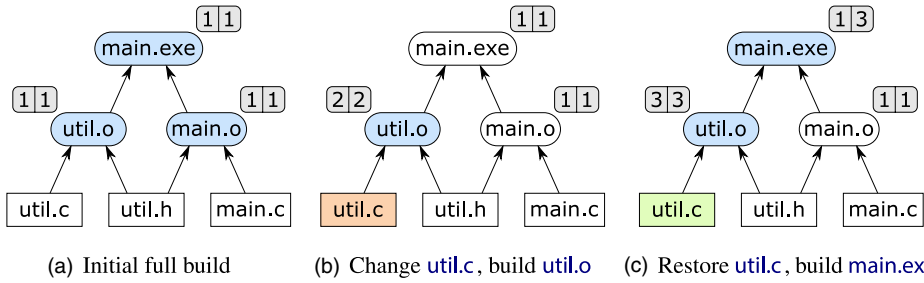 1 1
main.exe
1 1
util.o
1 1
main.o
util.c
util.h
main.c
(a) Initial full build
1 1
main.exe
2 2
util.o
1 1
main.o
util.c
util.h
main.c
(b) Change util.c, build util.o
1 3
main.exe
3 3
util.o
1 1
main.o
util.c
util.h
main.c
(c) Restore util.c, build main.ex